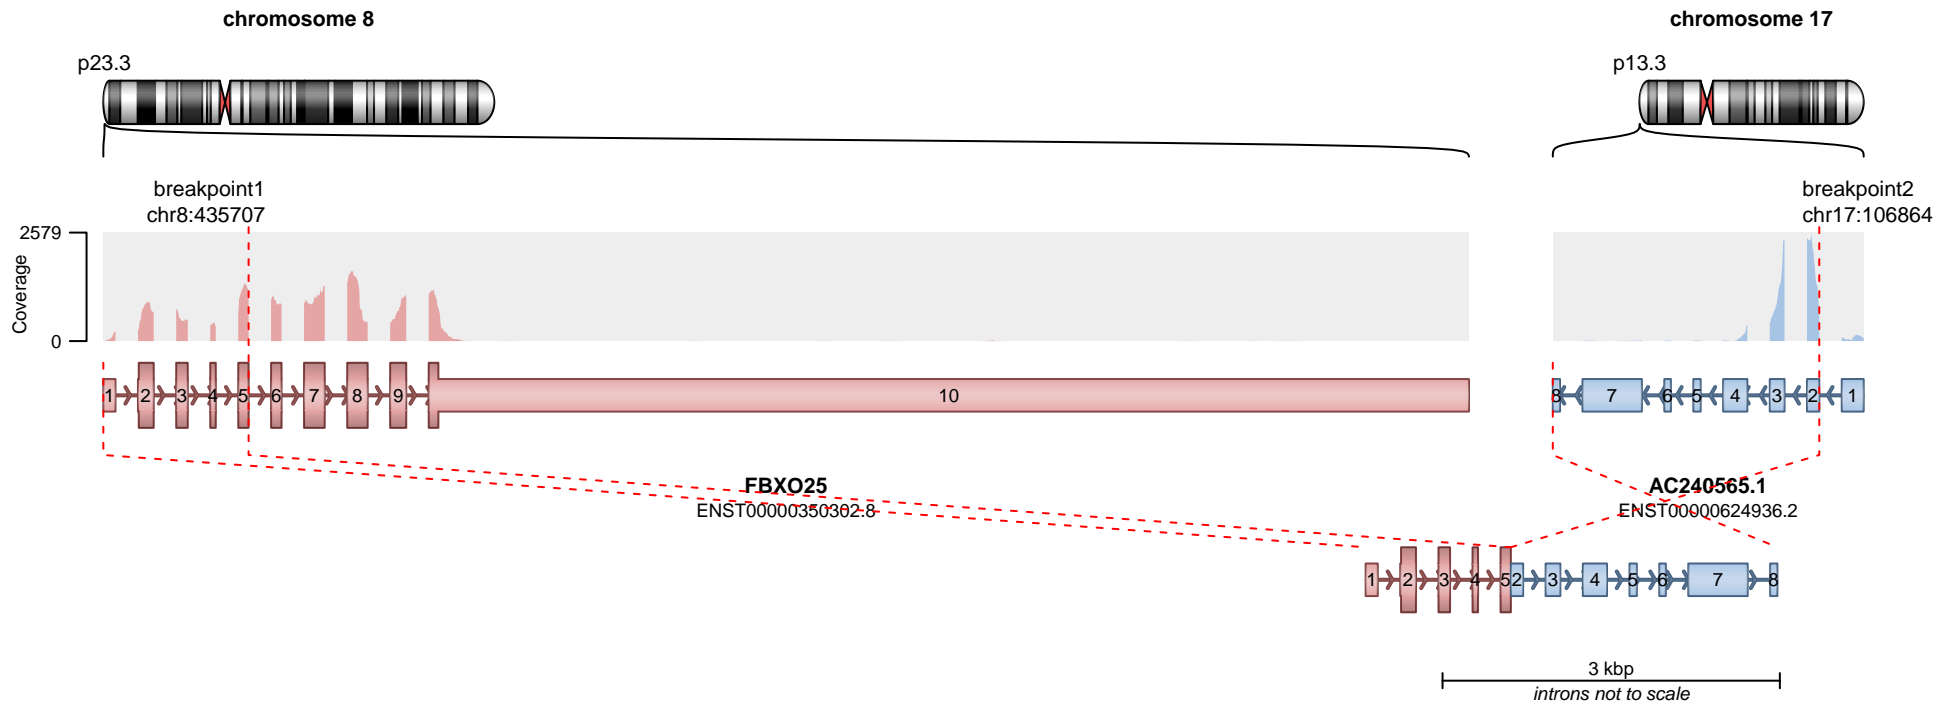 chromosome 8
chromosome 17
p23.3
p13.3
breakpoint1
chr8:435707
breakpoint2
chr17:106864
2579
Coverage
0
1 2 3 4 5 6 7 8 9 10
8 7 6 5 4 3 2 1
FBXO25
ENST00000350302.8
AC240565.1
ENST00000624936.2
1 2 3 4 5 2 3 4 5 6 7 8
3 kbp
introns not to scale